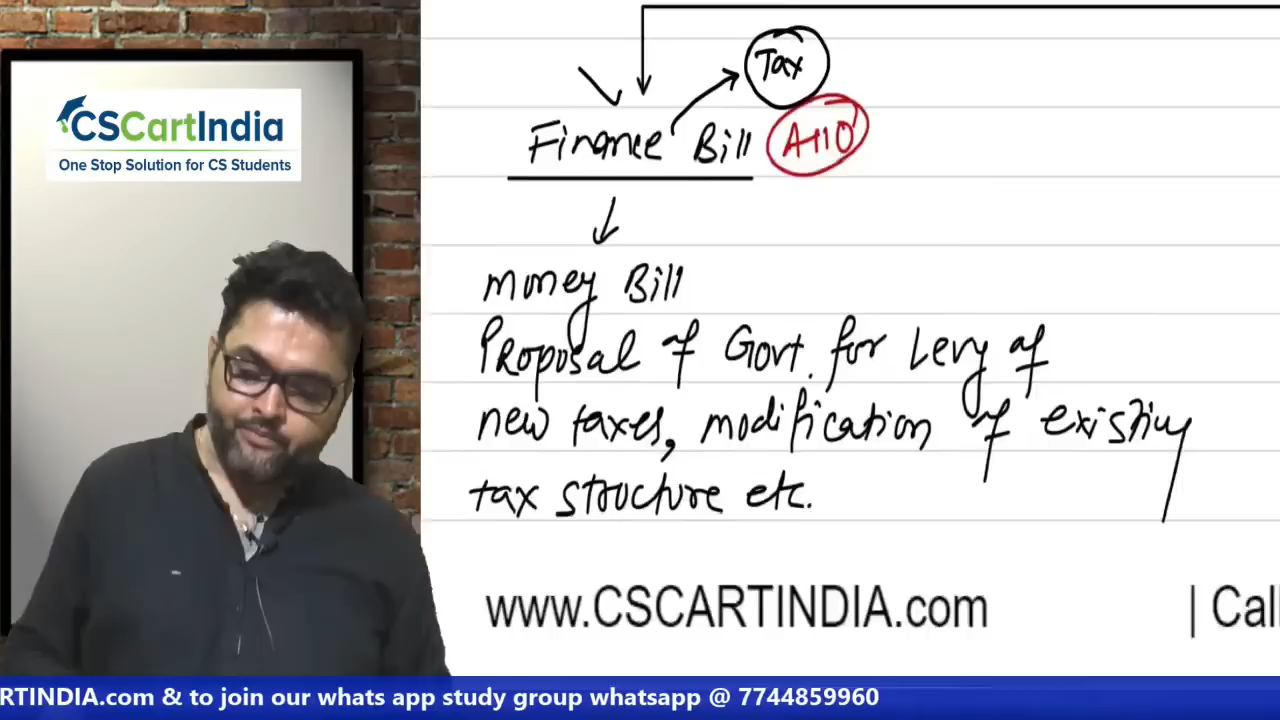 CSCartIndia
One Stop Solution for CS Students
Tax
Finance Bill A-110
Money Bill
Proposal of Govt. for Levy of
new taxes, modification of existing
tax structure etc.
www.CSCARTINDIA.com | Call
ARTINDIA.com & to join our whats app study group whatsapp @ 7744859960